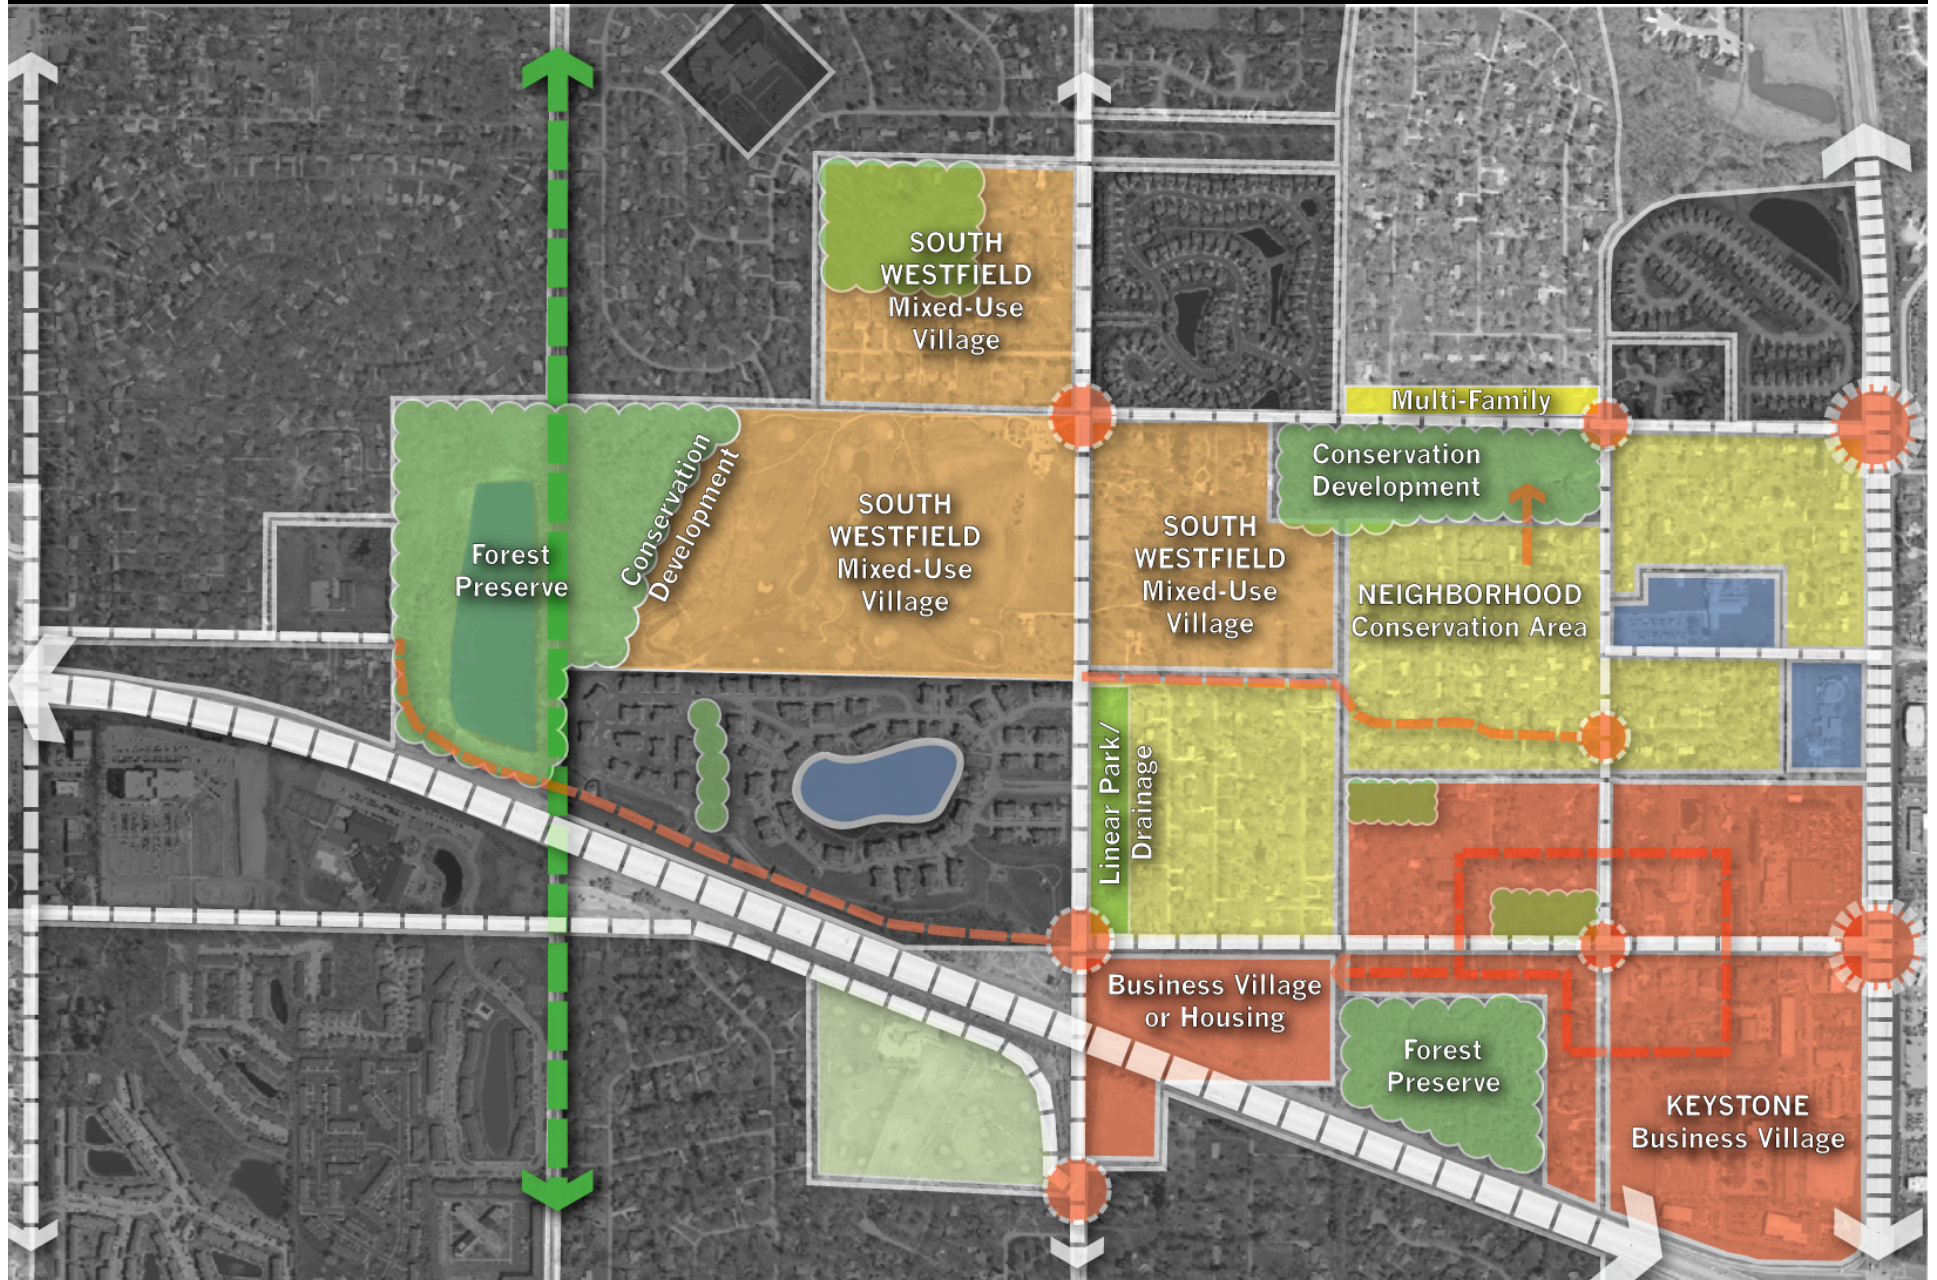 SOUTH
WESTFIELD
Mixed-Use
Village
Multi-Family
Conservation
Development
Conservation
Development
Forest
Preserve
SOUTH
WESTFIELD
Mixed-Use
Village
SOUTH
WESTFIELD
Mixed-Use
Village
NEIGHBORHOOD
Conservation Area
Linear Park/
Drainage
Business Village
or Housing
Forest
Preserve
KEYSTONE
Business Village